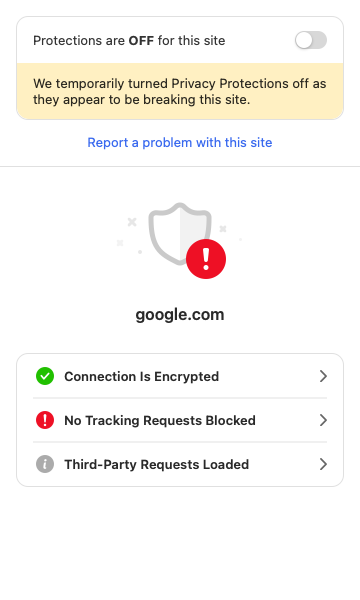 Protections are OFF for this site
We temporarily turned Privacy Protections off as
they appear to be breaking this site.
Report a problem with this site
google.com
Connection Is Encrypted
No Tracking Requests Blocked
Third-Party Requests Loaded